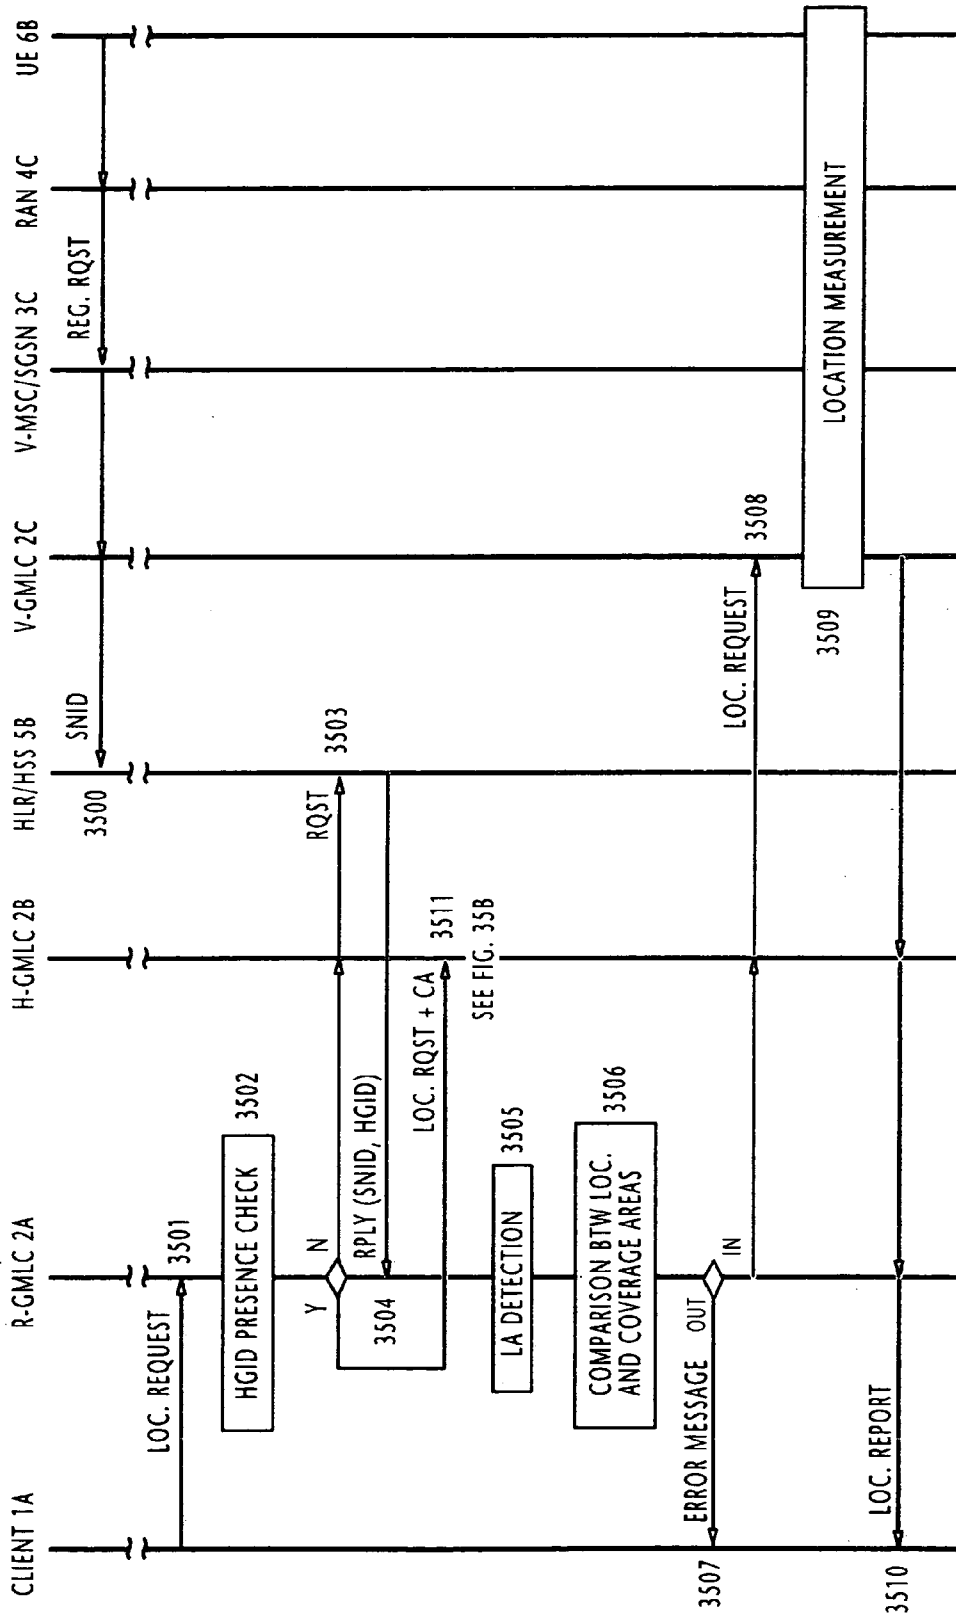 CLIENT 1A
R-GMLC 2A
H-GMLC 2B
HLR/HSS 5B
V-GMLC 2C
V-MSC/SGSN 3C
RAN 4C
UE 6B
3500
SNID
REG. RQST
LOC. REQUEST
3501
HGID PRESENCE CHECK
3502
Y
N
RQST
3503
3504
RPLY (SNID, HGID)
LOC. RQST + CA
3511
SEE FIG. 35B
LA DETECTION
3505
COMPARISON BTW LOC.
AND COVERAGE AREAS
3506
3507
ERROR MESSAGE
OUT
IN
LOC. REQUEST
3508
3509
LOCATION MEASUREMENT
3510
LOC. REPORT